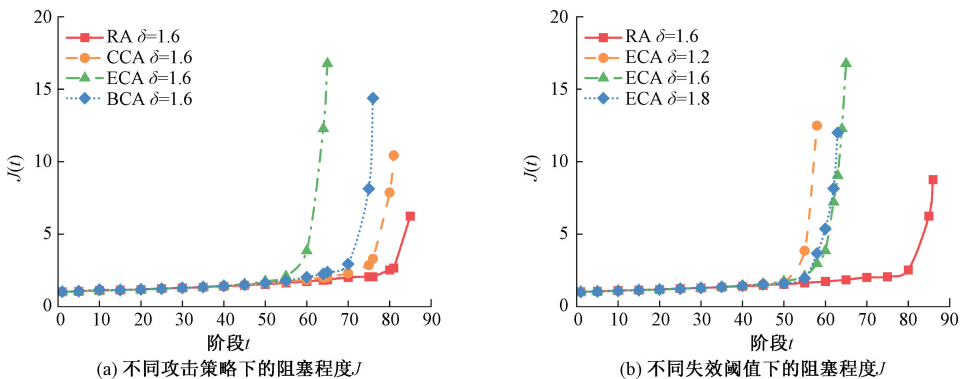 20
15
10
5
0
J(t)
RA δ=1.6
CCA δ=1.6
ECA δ=1.6
BCA δ=1.6
0 10 20 30 40 50 60 70 80 90
阶段t
(a) 不同攻击策略下的阻塞程度J
20
15
10
5
0
J(t)
RA δ=1.6
ECA δ=1.2
ECA δ=1.6
ECA δ=1.8
0 10 20 30 40 50 60 70 80 90
阶段t
(b) 不同失效阈值下的阻塞程度J